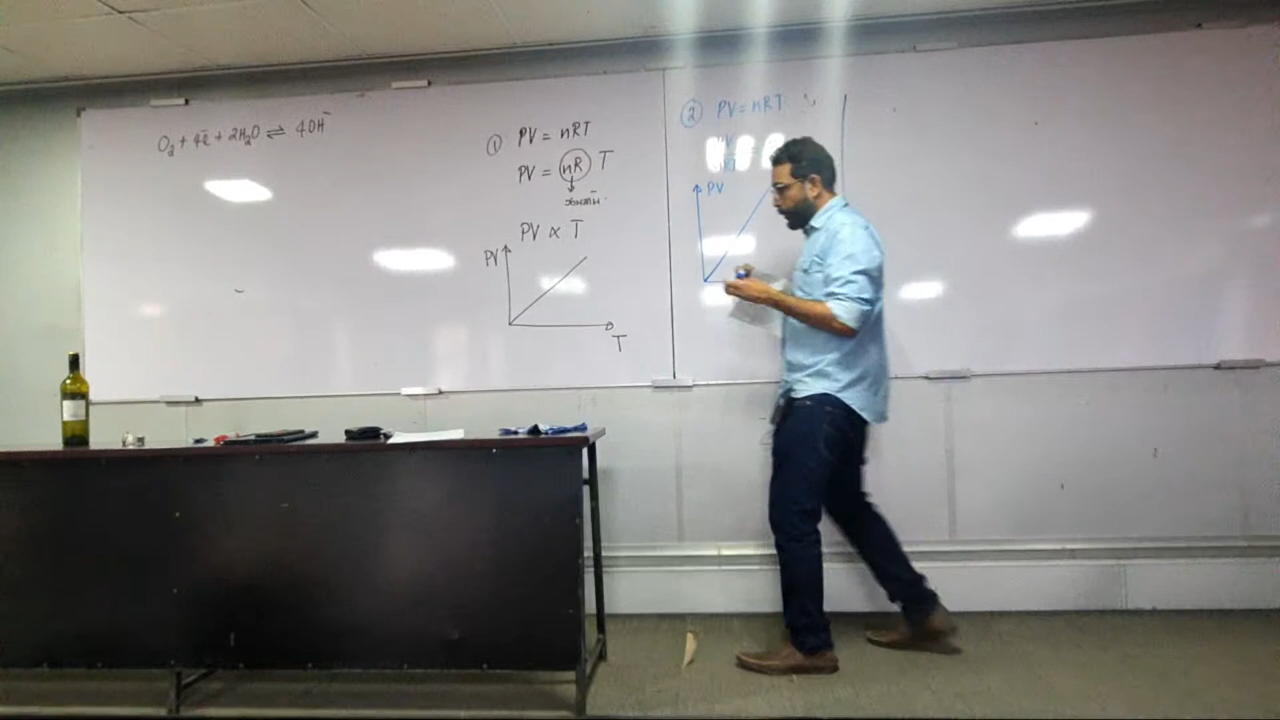 O₂ + 4e̅ + 2H₂O ⇌ 4OH̅
① PV = nRT
PV = nR T
PV ∝ T
PV
T
② PV = nRT
PV